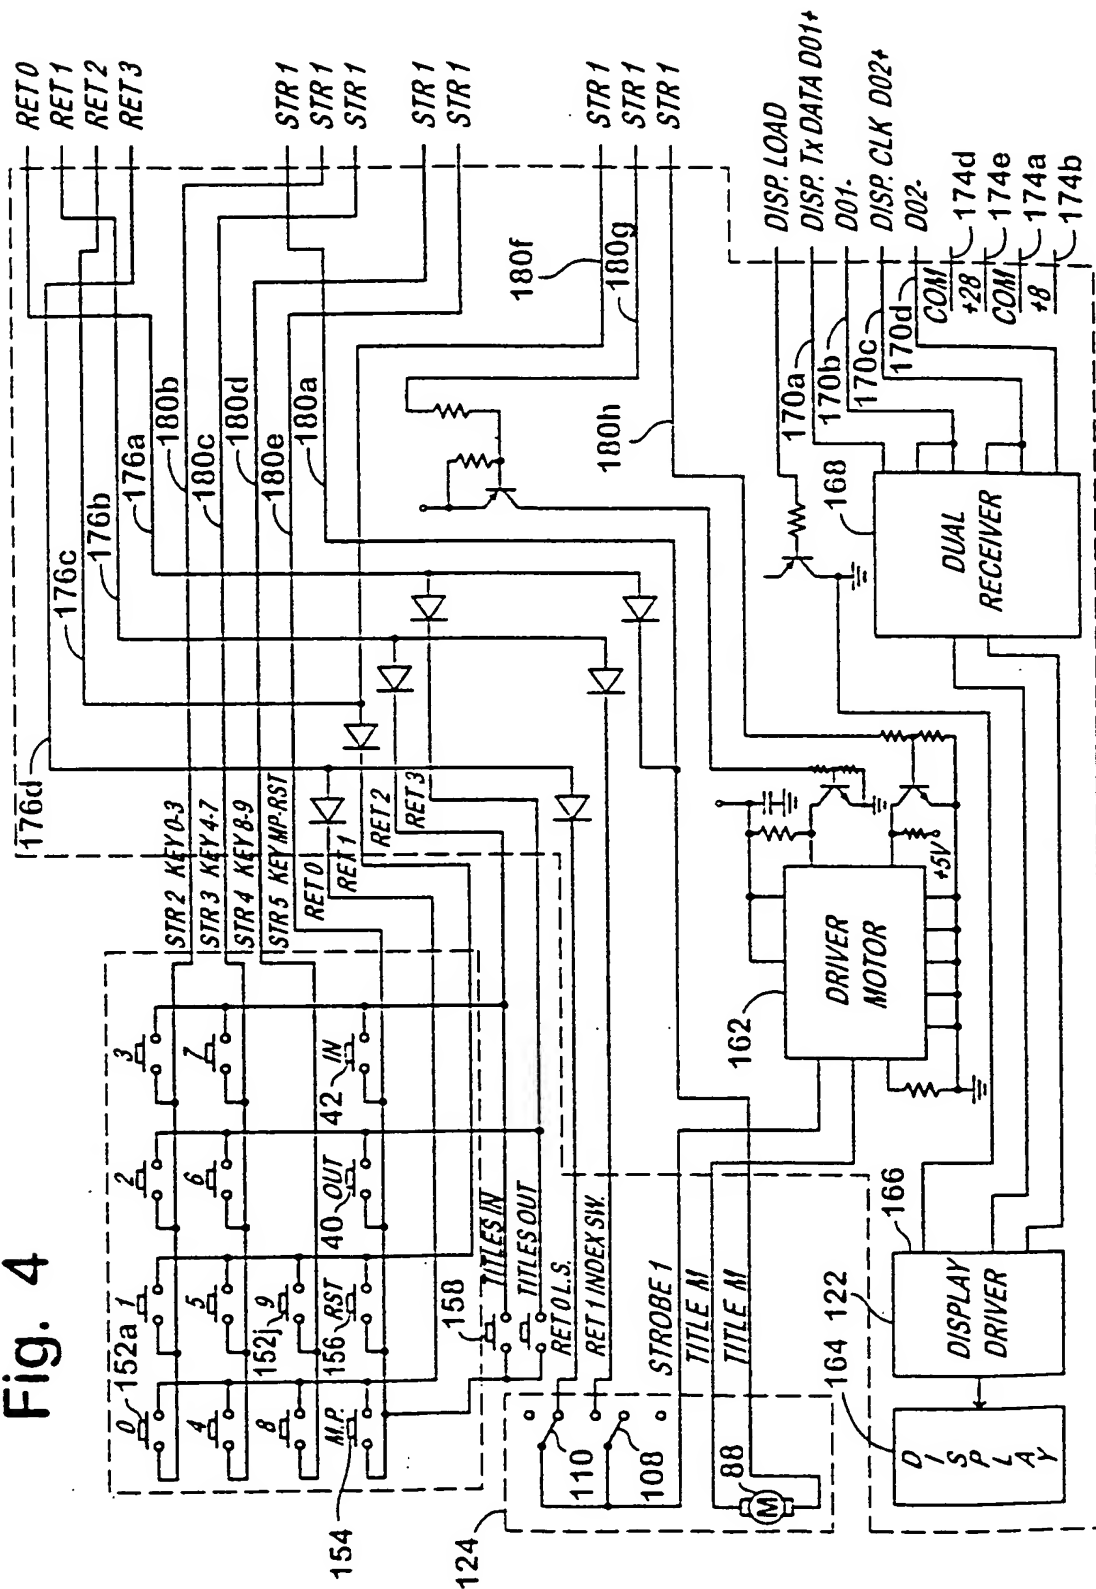 Fig. 4
RET 0
RET 1
RET 2
RET 3
STR 1
STR 1
STR 1
STR 1
STR 1
STR 1
STR 1
STR 1
DISP. LOAD
DISP. Tx DATA D01+
D01-
DISP. CLK D02+
D02-
COM
174d
+28
174e
COM
174a
+8
174b
176d
176c
176b
176a
180b
180c
180d
180e
180a
180f
180g
180h
170a
170b
170c
170d
168
DUAL
RECEIVER
STR 2 KEY 0-3
STR 3 KEY 4-7
STR 4 KEY 8-9
STR 5 KEY MP-RST
RET 0
RET 1
RET 2
RET 3
152a
0
1
2
3
4
5
6
7
8
152j
9
M.P.
154
156
RST
40
OUT
42
IN
158
TITLES IN
TITLES OUT
RET 0 L.S.
RET 1 INDEX SW.
STROBE 1
TITLE M
TITLE M
110
108
124
88
M
162
DRIVER
MOTOR
+5V
166
122
DISPLAY
DRIVER
164
DISPLAY